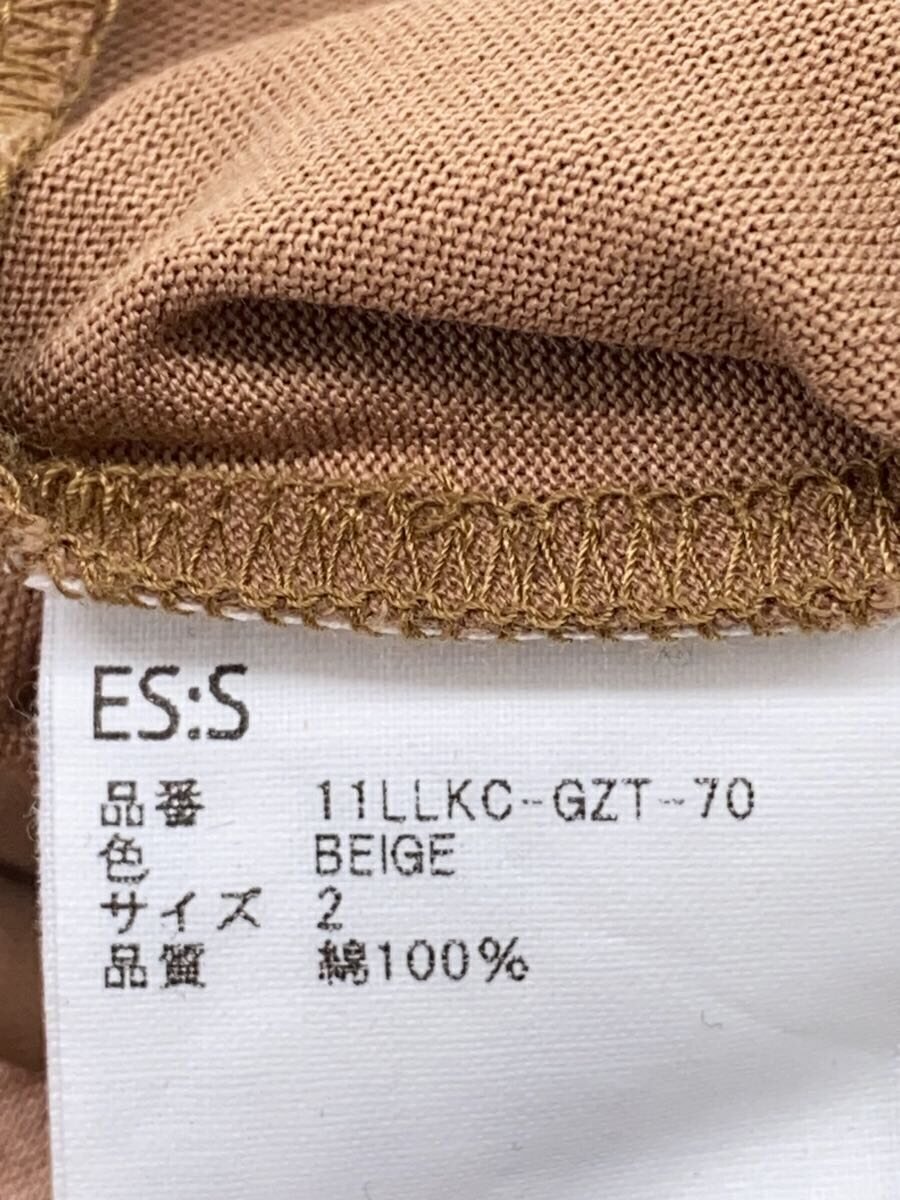 ES:S
品番 11LLKC-GZT-70
色 BEIGE
サイズ 2
品質 綿100%